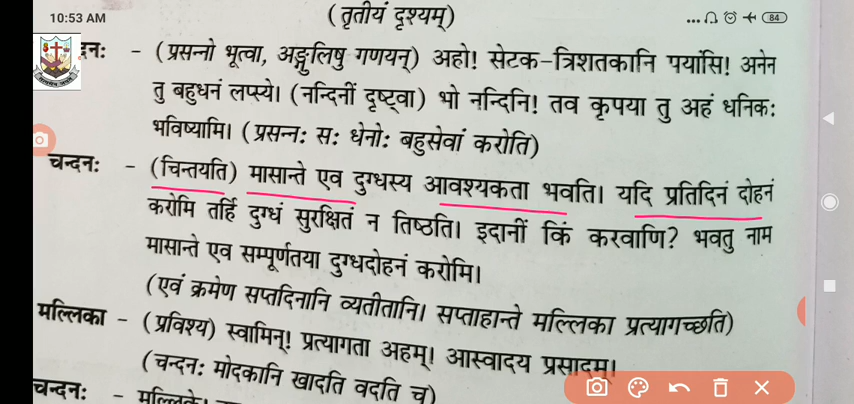 10:53 AM
84
(तृतीयं दृश्यम्)
दनः - (प्रसन्नो भूत्वा, अङ्गुलिषु गणयन्) अहो! सेटक-त्रिशतकानि पयांसि! अनेन
तु बहुधनं लप्स्ये। (नन्दिनीं दृष्ट्वा) भो नन्दिनि! तव कृपया तु अहं धनिकः
भविष्यामि। (प्रसन्नः सः धेनोः बहुसेवां करोति)
चन्दनः - (चिन्तयति) मासान्ते एव दुग्धस्य आवश्यकता भवति। यदि प्रतिदिनं दोहनं
करोमि तर्हि दुग्धं सुरक्षितं न तिष्ठति। इदानीं किं करवाणि? भवतु नाम
मासान्ते एव सम्पूर्णतया दुग्धदोहनं करोमि।
(एवं क्रमेण सप्तदिनानि व्यतीतानि। सप्ताहान्ते मल्लिका प्रत्यागच्छति)
मल्लिका - (प्रविश्य) स्वामिन्! प्रत्यागता अहम्। आस्वादय प्रसादम्।
(चन्दनः मोदकानि खादति वदति च)
चन्दनः - मल्लिके!